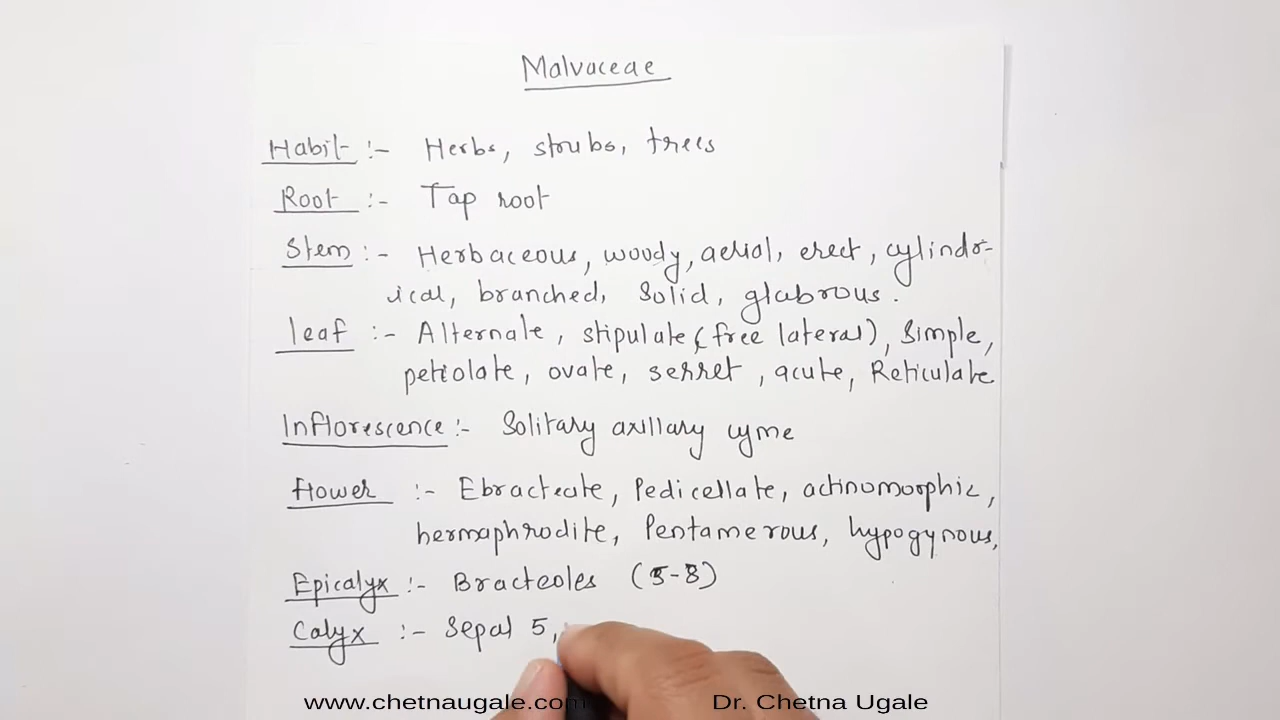 Malvaceae
Habit :- Herbs, strubs, trees
Root :- Tap root
Stem :- Herbaceous, woody, aerial, erect, cylindr-
ical, branched, solid, glabrous.
leaf :- Alternate, stipulate (free lateral), Simple,
petiolate, ovate, serret, acute, Reticulate
Inflorescence :- Solitary axillary cyme
flower :- Ebracteate, Pedicellate, actinomorphic,
hermaphrodite, Pentamerous, hypogynous,
Epicalyx :- Bracteoles (5-8)
Calyx :- Sepal 5,
www.chetnaugale.com Dr. Chetna Ugale